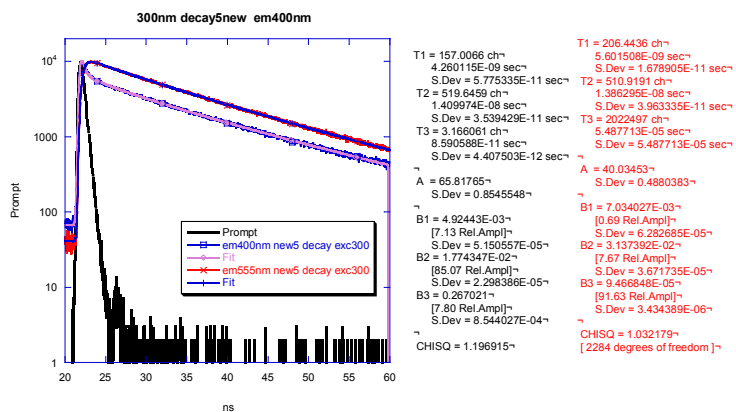 300nm decay5new em400nm
Prompt
10⁴
1000
100
10
1
20 25 30 35 40 45 50 55 60
ns
Prompt
em400nm new5 decay exc300
Fit
em555nm new5 decay exc300
Fit
T1 = 157.0066 ch¬
4.260115E-09 sec¬
S.Dev = 5.775335E-11 sec¬
T2 = 519.6459 ch¬
1.409974E-08 sec¬
S.Dev = 3.539429E-11 sec¬
T3 = 3.166061 ch¬
8.590588E-11 sec¬
S.Dev = 4.407503E-12 sec¬
¬
A = 65.81765¬
S.Dev = 0.8545548¬
¬
B1 = 4.92443E-03¬
[7.13 Rel.Ampl]¬
S.Dev = 5.150557E-05¬
B2 = 1.774347E-02¬
[85.07 Rel.Ampl]¬
S.Dev = 2.298386E-05¬
B3 = 0.267021¬
[7.80 Rel.Ampl]¬
S.Dev = 8.544027E-04¬
¬
CHISQ = 1.196915¬
T1 = 206.4436 ch¬
5.601508E-09 sec¬
S.Dev = 1.678905E-11 sec¬
T2 = 510.9191 ch¬
1.386295E-08 sec¬
S.Dev = 3.963335E-11 sec¬
T3 = 2022497 ch¬
5.487713E-05 sec¬
S.Dev = 5.487713E-05 sec¬
¬
A = 40.03453¬
S.Dev = 0.4880383¬
¬
B1 = 7.034027E-03¬
[0.69 Rel.Ampl]¬
S.Dev = 6.282685E-05¬
B2 = 3.137392E-02¬
[7.67 Rel.Ampl]¬
S.Dev = 3.671735E-05¬
B3 = 9.466848E-05¬
[91.63 Rel.Ampl]¬
S.Dev = 3.434389E-06¬
¬
CHISQ = 1.032179¬
[ 2284 degrees of freedom ]¬